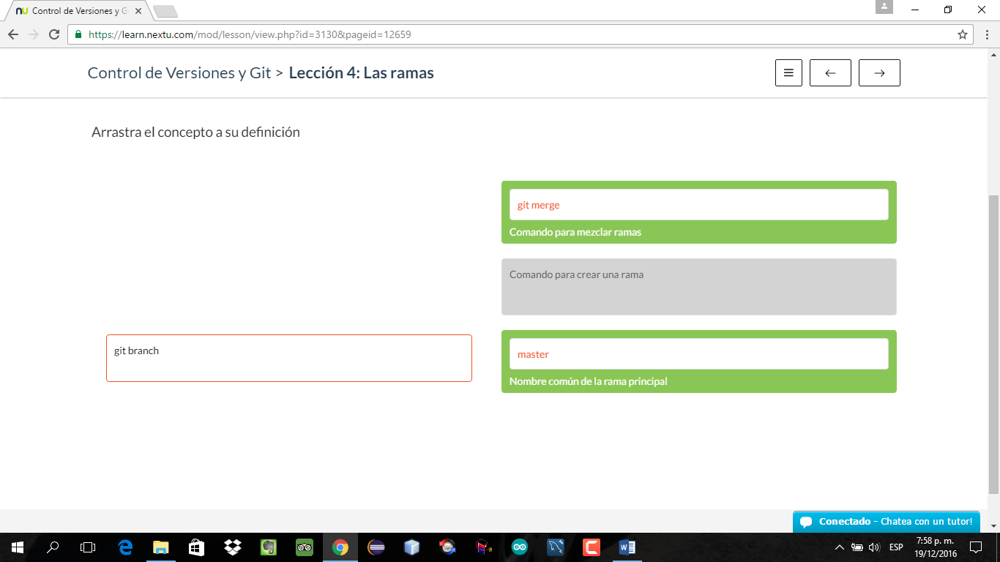 Control de Versiones y G
https://learn.nextu.com/mod/lesson/view.php?id=3130&pageid=12659
Control de Versiones y Git > Lección 4: Las ramas
Arrastra el concepto a su definición
git merge
Comando para mezclar ramas
Comando para crear una rama
git branch
master
Nombre común de la rama principal
Conectado - Chatea con un tutor!
ESP
7:58 p. m.
19/12/2016